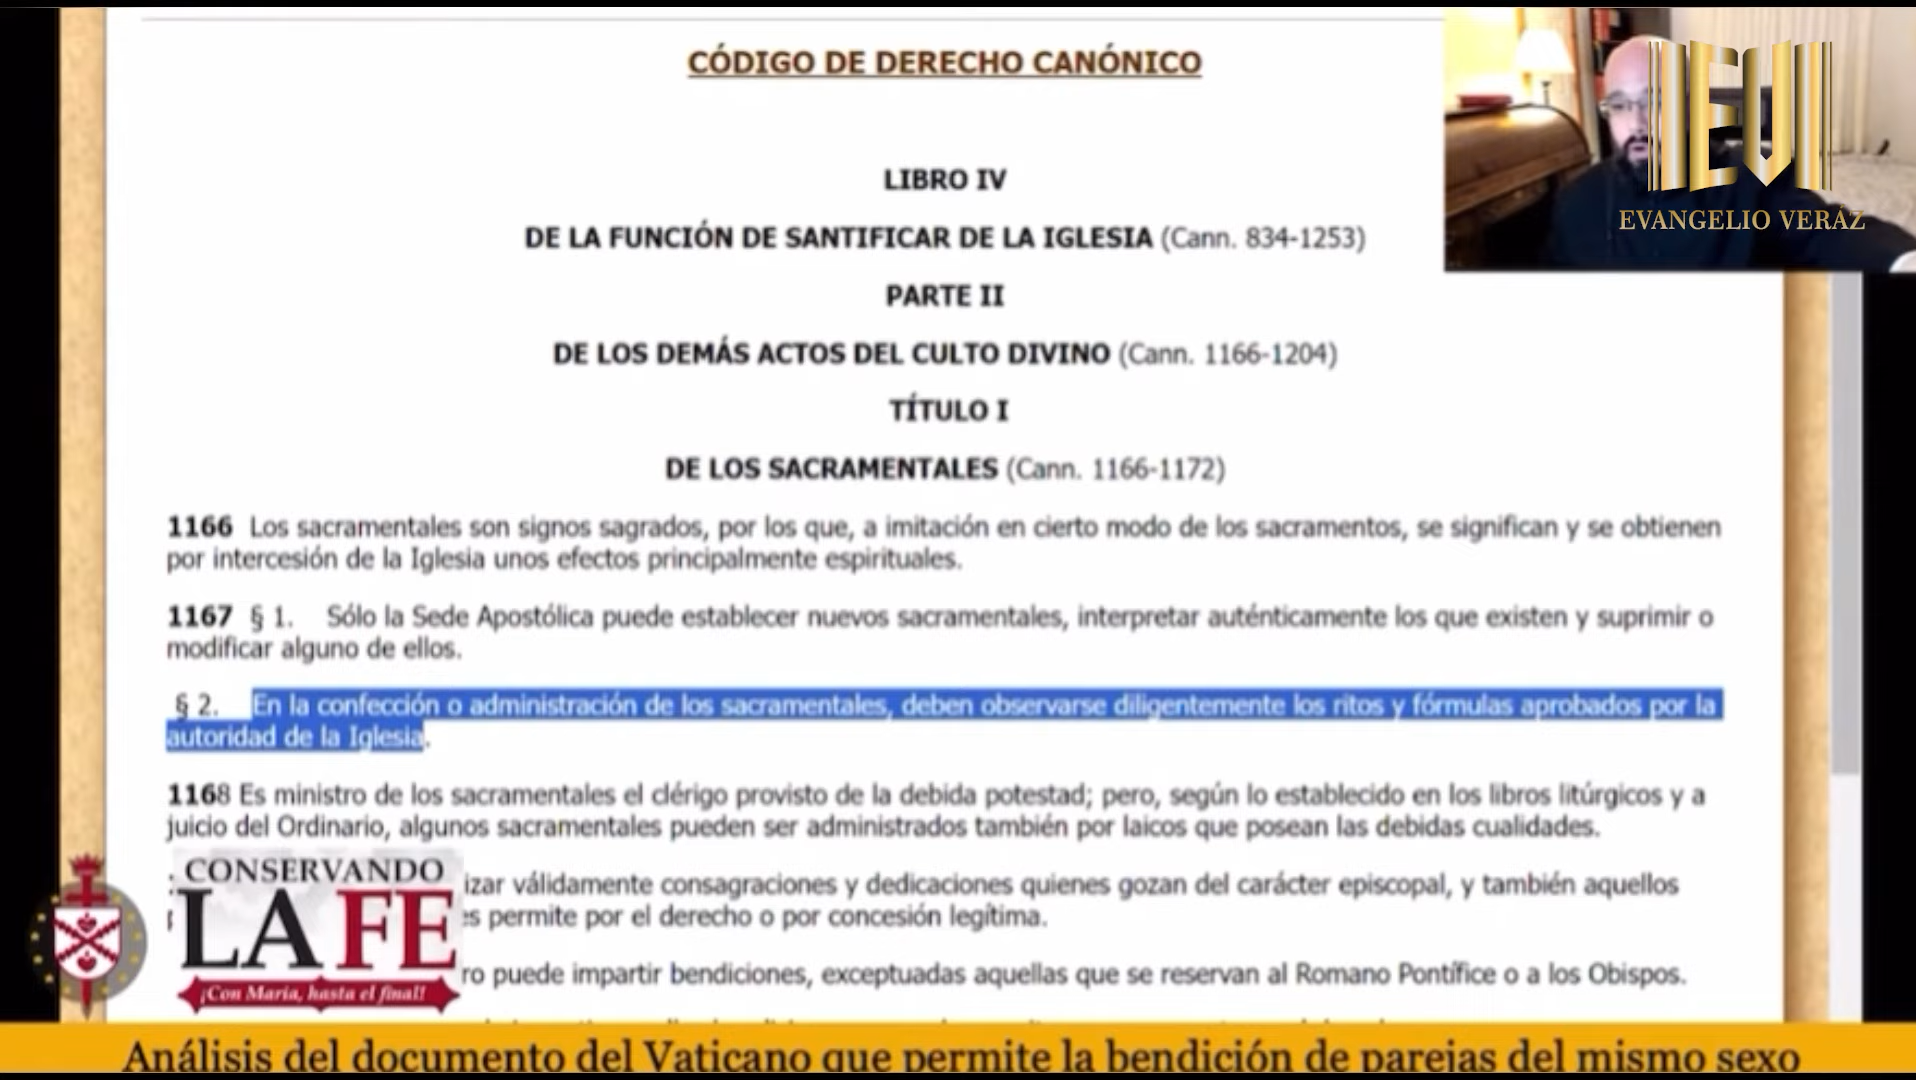 CÓDIGO DE DERECHO CANÓNICO
EVI
EVANGELIO VERÁZ
LIBRO IV
DE LA FUNCIÓN DE SANTIFICAR DE LA IGLESIA (Cann. 834-1253)
PARTE II
DE LOS DEMÁS ACTOS DEL CULTO DIVINO (Cann. 1166-1204)
TÍTULO I
DE LOS SACRAMENTALES (Cann. 1166-1172)
1166 Los sacramentales son signos sagrados, por los que, a imitación en cierto modo de los sacramentos, se significan y se obtienen
por intercesión de la Iglesia unos efectos principalmente espirituales.
1167 § 1. Sólo la Sede Apostólica puede establecer nuevos sacramentales, interpretar auténticamente los que existen y suprimir o
modificar alguno de ellos.
§ 2. En la confección o administración de los sacramentales, deben observarse diligentemente los ritos y fórmulas aprobados por la
autoridad de la Iglesia.
1168 Es ministro de los sacramentales el clérigo provisto de la debida potestad; pero, según lo establecido en los libros litúrgicos y a
juicio del Ordinario, algunos sacramentales pueden ser administrados también por laicos que posean las debidas cualidades.
izar válidamente consagraciones y dedicaciones quienes gozan del carácter episcopal, y también aquellos
es permite por el derecho o por concesión legítima.
ro puede impartir bendiciones, exceptuadas aquellas que se reservan al Romano Pontífice o a los Obispos.
CONSERVANDO
LA FE
¡Con María, hasta el final!
Análisis del documento del Vaticano que permite la bendición de parejas del mismo sexo